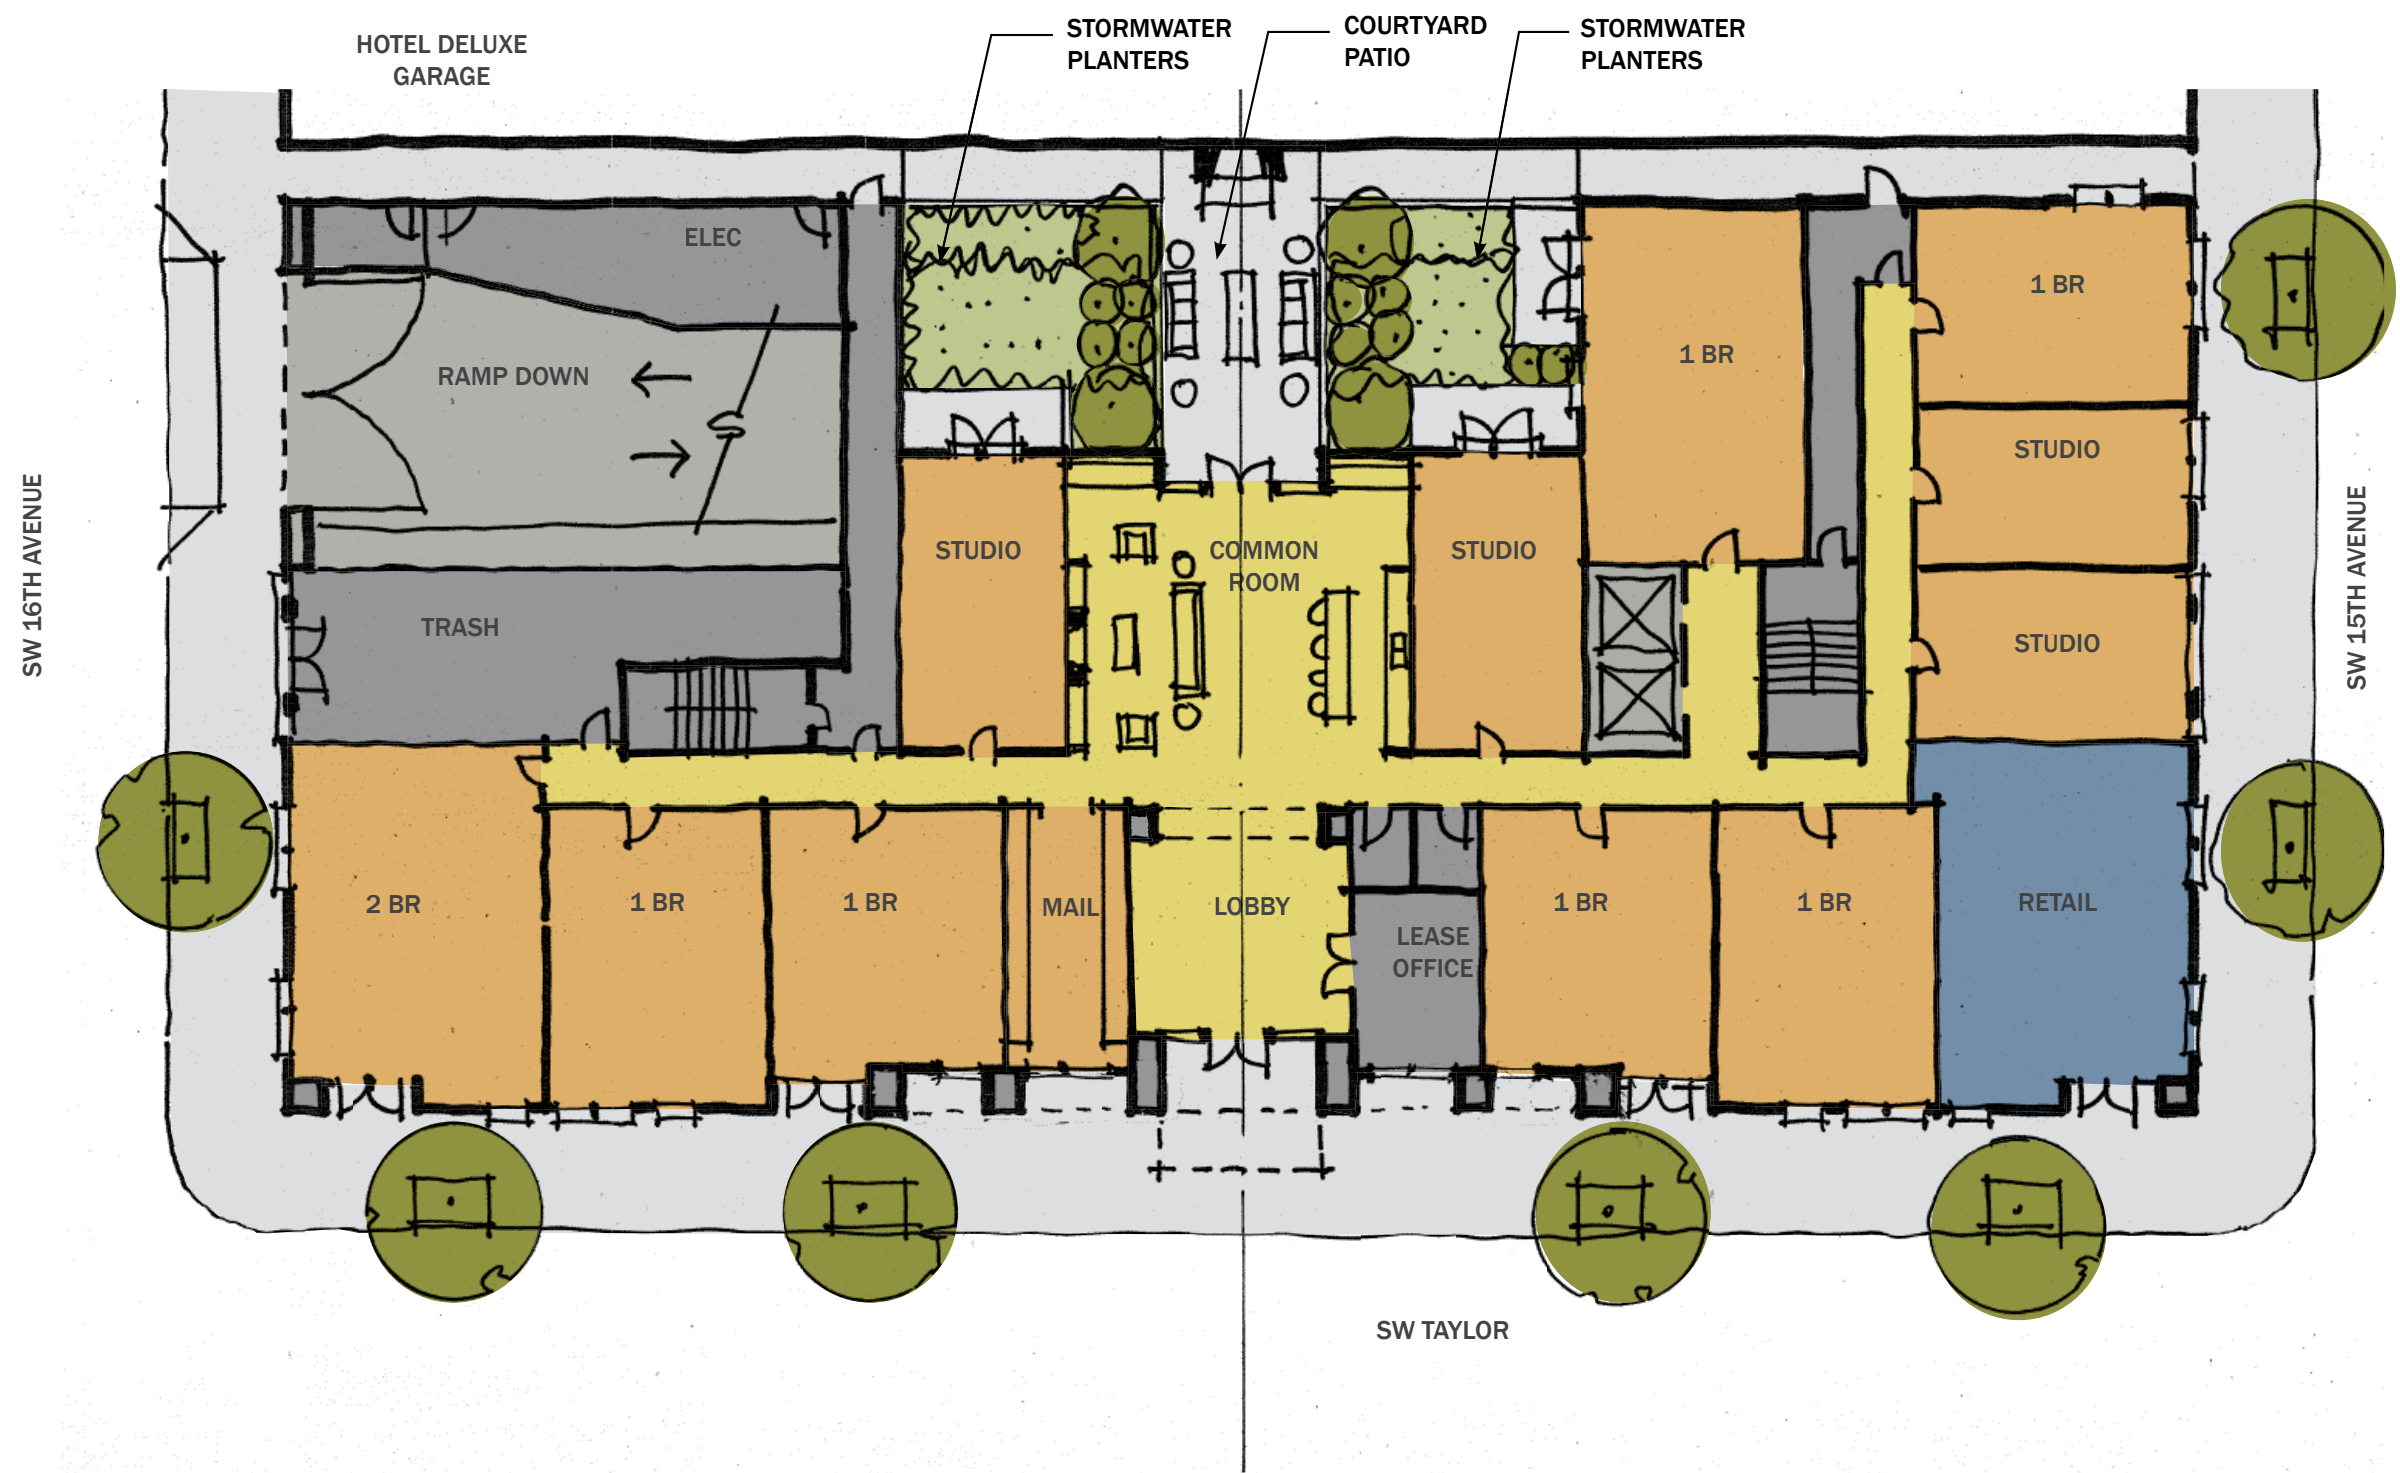 STORMWATER
PLANTERS
COURTYARD
PATIO
STORMWATER
PLANTERS
HOTEL DELUXE
GARAGE
ELEC
1 BR
1 BR
RAMP DOWN
STUDIO
SW 16TH AVENUE
SW 15TH AVENUE
STUDIO
COMMON
ROOM
STUDIO
TRASH
STUDIO
2 BR
1 BR
1 BR
MAIL
LOBBY
LEASE
OFFICE
1 BR
1 BR
RETAIL
SW TAYLOR